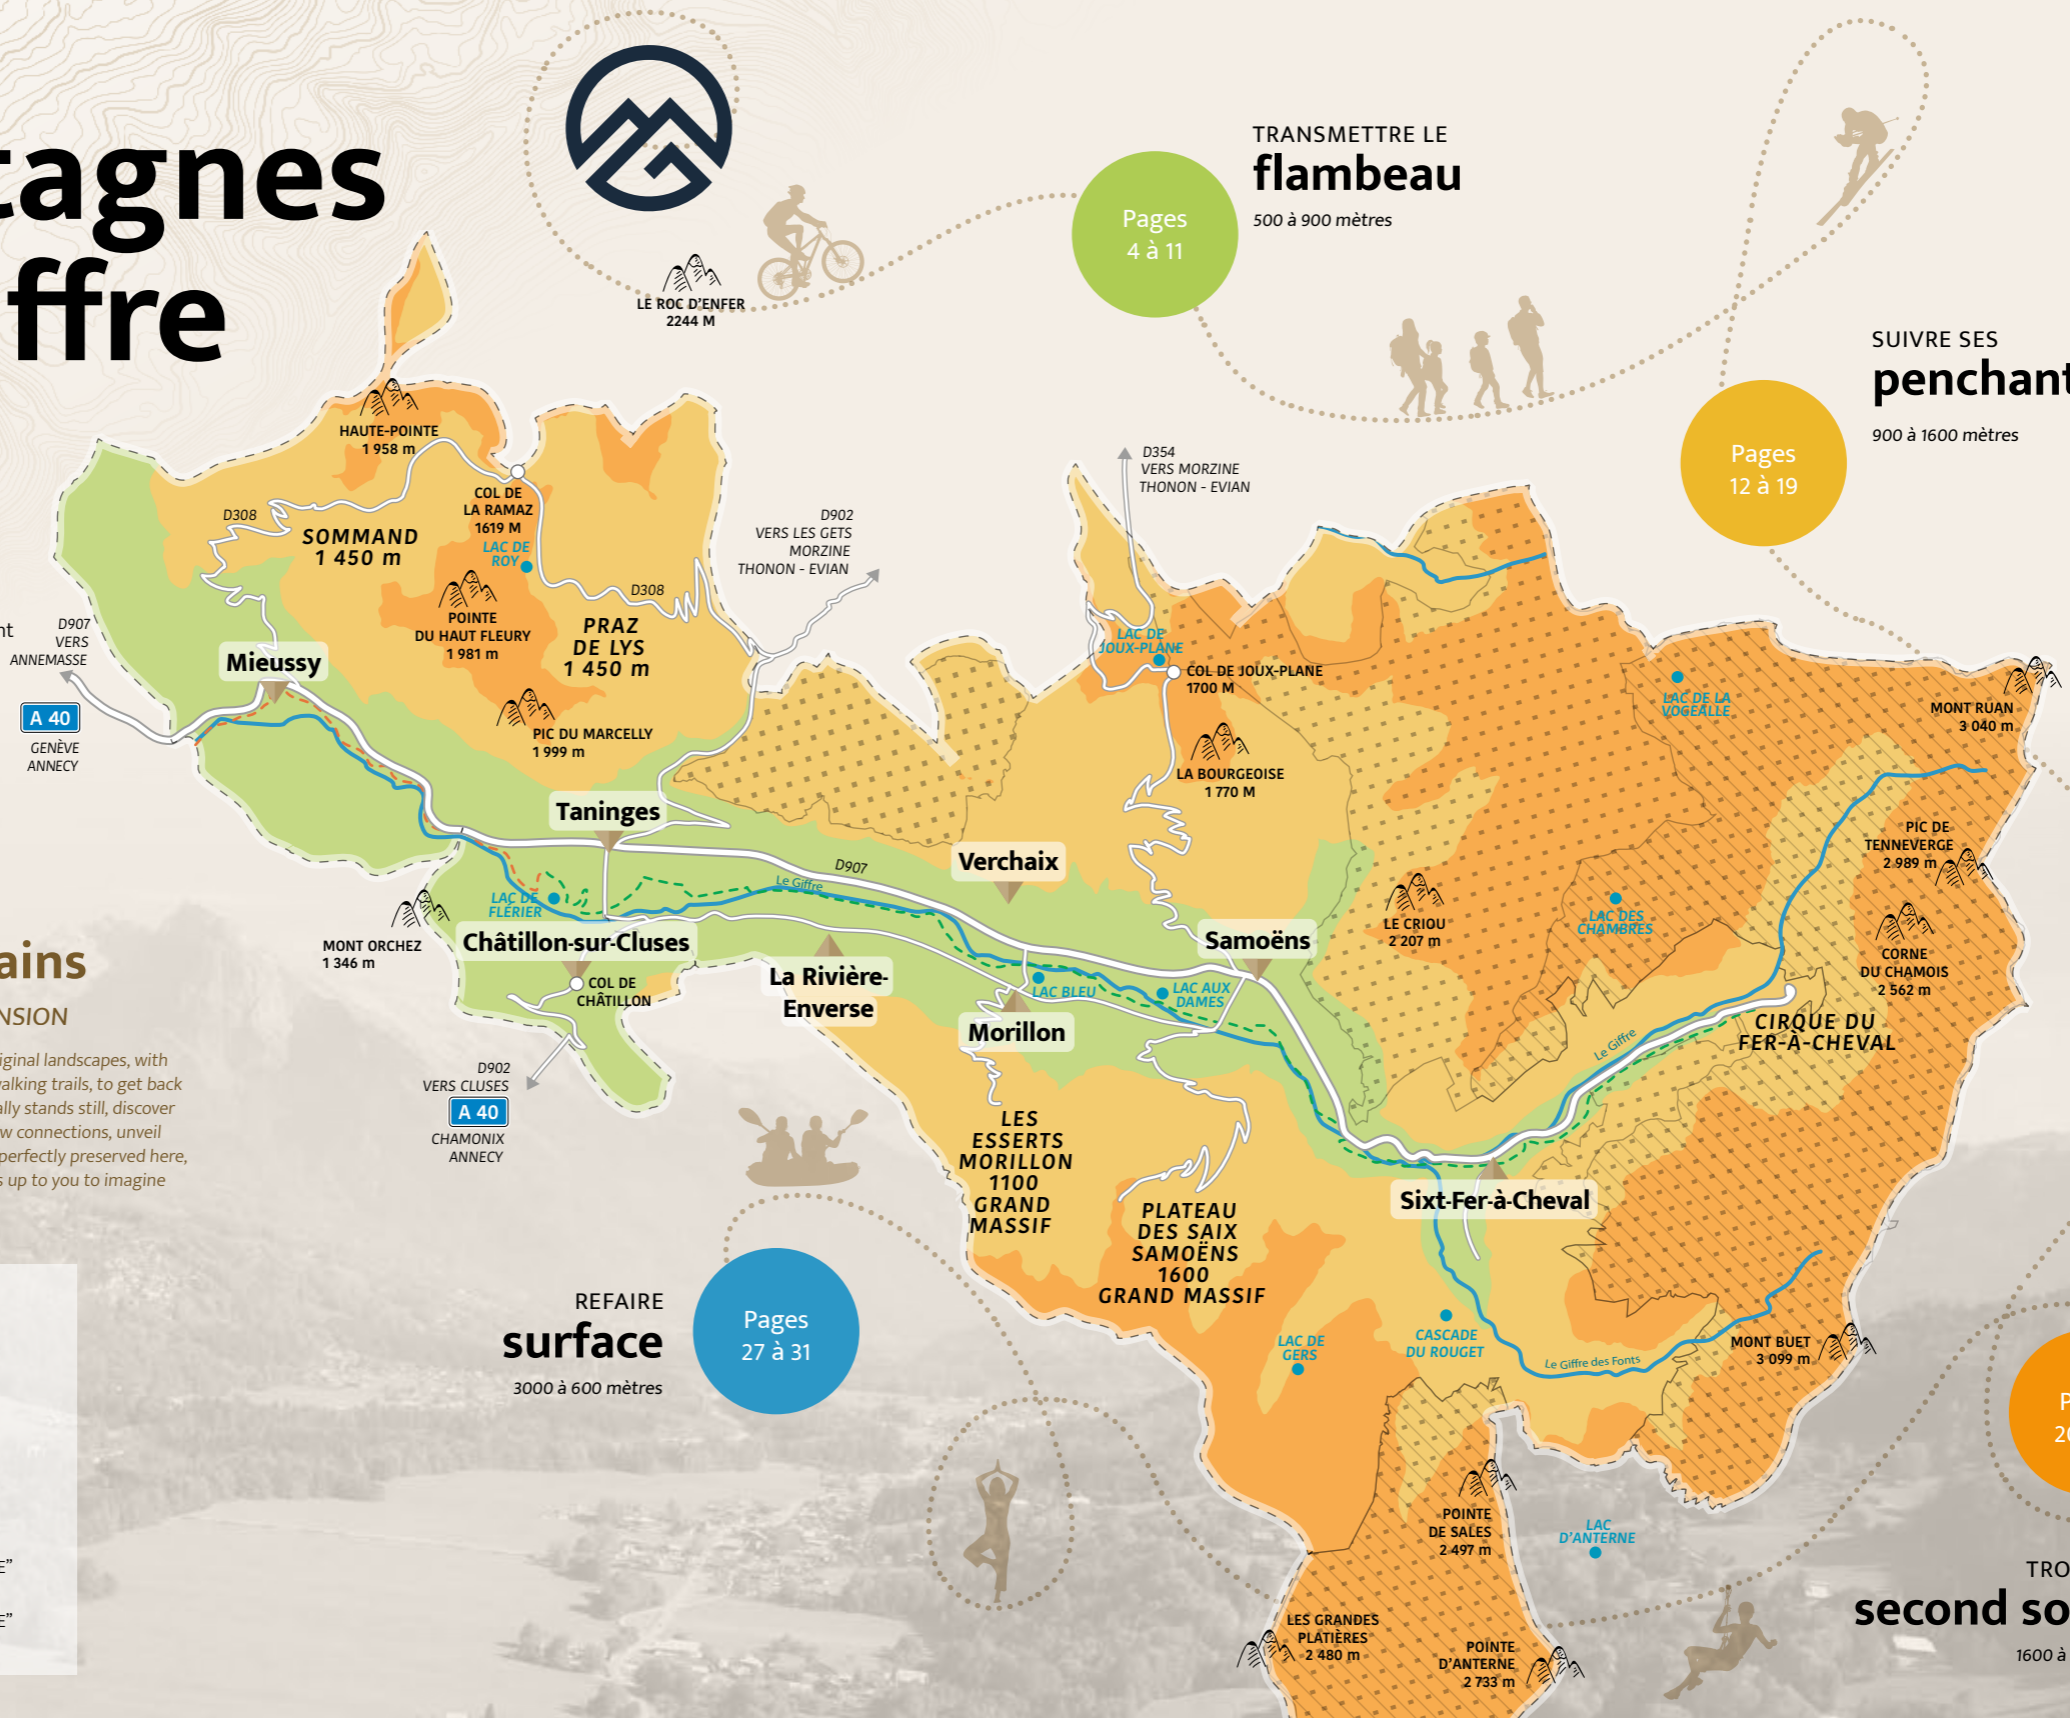 tagnes
ffre
TRANSMETTRE LE
flambeau
500 à 900 mètres
Pages
4 à 11
LE ROC D'ENFER
2244 M
SUIVRE SES
penchant
900 à 1600 mètres
Pages
12 à 19
HAUTE-POINTE
1 958 m
COL DE
LA RAMAZ
1619 M
LAC DE
ROY
D308
SOMMAND
1 450 m
D308
POINTE
DU HAUT FLEURY
1 981 m
PRAZ
DE LYS
1 450 m
PIC DU MARCELLY
1 999 m
D902
VERS LES GETS
MORZINE
THONON - EVIAN
D354
VERS MORZINE
THONON - EVIAN
nt
D907
VERS
ANNEMASSE
A 40
GENÈVE
ANNECY
Mieussy
LAC DE
JOUX-PLANE
COL DE JOUX-PLANE
1700 M
LA BOURGEOISE
1 770 M
LAC DE LA
VOGEALLE
MONT RUAN
3 040 m
PIC DE
TENNEVERGE
2 989 m
CORNE
DU CHAMOIS
2 562 m
LE CRIOU
2 207 m
LAC DES
CHAMBRES
CIRQUE DU
FER-À-CHEVAL
Le Giffre
Taninges
D907
Le Giffre
Verchaix
Samoëns
LAC DE
FLÉRIER
Châtillon-sur-Cluses
MONT ORCHEZ
1 346 m
COL DE
CHÂTILLON
La Rivière-
Enverse
LAC BLEU
LAC AUX
DAMES
Morillon
D902
VERS CLUSES
A 40
CHAMONIX
ANNECY
ains
NSION
iginal landscapes, with
walking trails, to get back
ally stands still, discover
w connections, unveil
perfectly preserved here,
s up to you to imagine
LES
ESSERTS
MORILLON
1100
GRAND
MASSIF
PLATEAU
DES SAIX
SAMOËNS
1600
GRAND MASSIF
Sixt-Fer-à-Cheval
REFAIRE
surface
3000 à 600 mètres
Pages
27 à 31
LAC DE
GERS
CASCADE
DU ROUGET
Le Giffre des Fonts
MONT BUET
3 099 m
P
20
POINTE
DE SALES
2 497 m
LAC
D'ANTERNE
LES GRANDES
PLATIÈRES
2 480 m
POINTE
D'ANTERNE
2 733 m
TRO
second so
1600 à
E”
E”